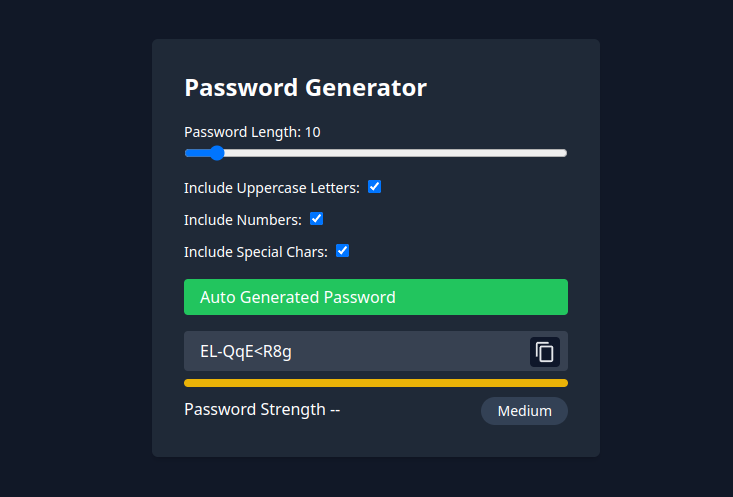 Password Generator
Password Length: 10
Include Uppercase Letters:
Include Numbers:
Include Special Chars:
Auto Generated Password
EL-QqE<R8g
Password Strength --
Medium